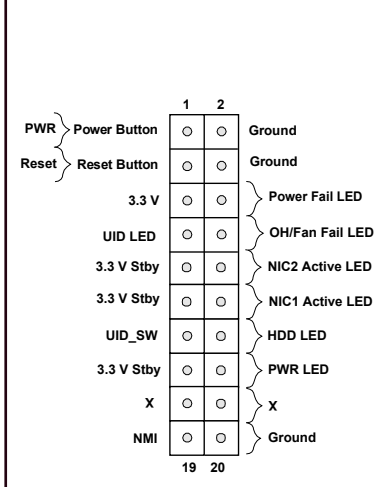 1 2
PWR Power Button Ground
Reset Reset Button Ground
3.3 V Power Fail LED
UID LED OH/Fan Fail LED
3.3 V Stby NIC2 Active LED
3.3 V Stby NIC1 Active LED
UID_SW HDD LED
3.3 V Stby PWR LED
X X
NMI Ground
19 20